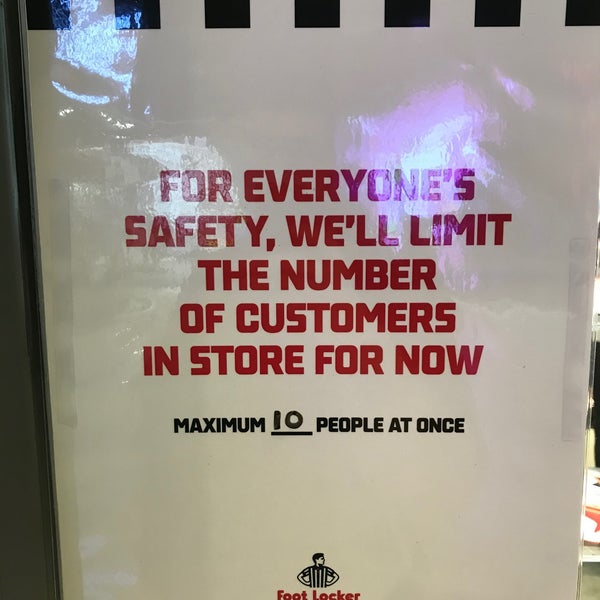 FOR EVERYONE'S
SAFETY, WE'LL LIMIT
THE NUMBER
OF CUSTOMERS
IN STORE FOR NOW
MAXIMUM 10 PEOPLE AT ONCE
Foot Locker